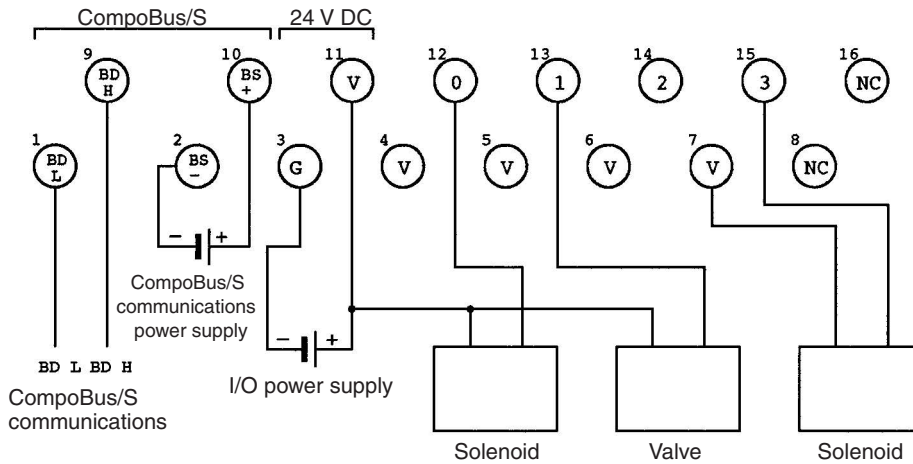 CompoBus/S 24 V DC
9 10 11 12 13 14 15 16
BD H BS + V 0 1 2 3 NC
1 2 3 4 5 6 7 8
BD L BS − G V V V V NC
− +
CompoBus/S
communications
power supply
− +
I/O power supply
BD L BD H
CompoBus/S
communications
Solenoid Valve Solenoid